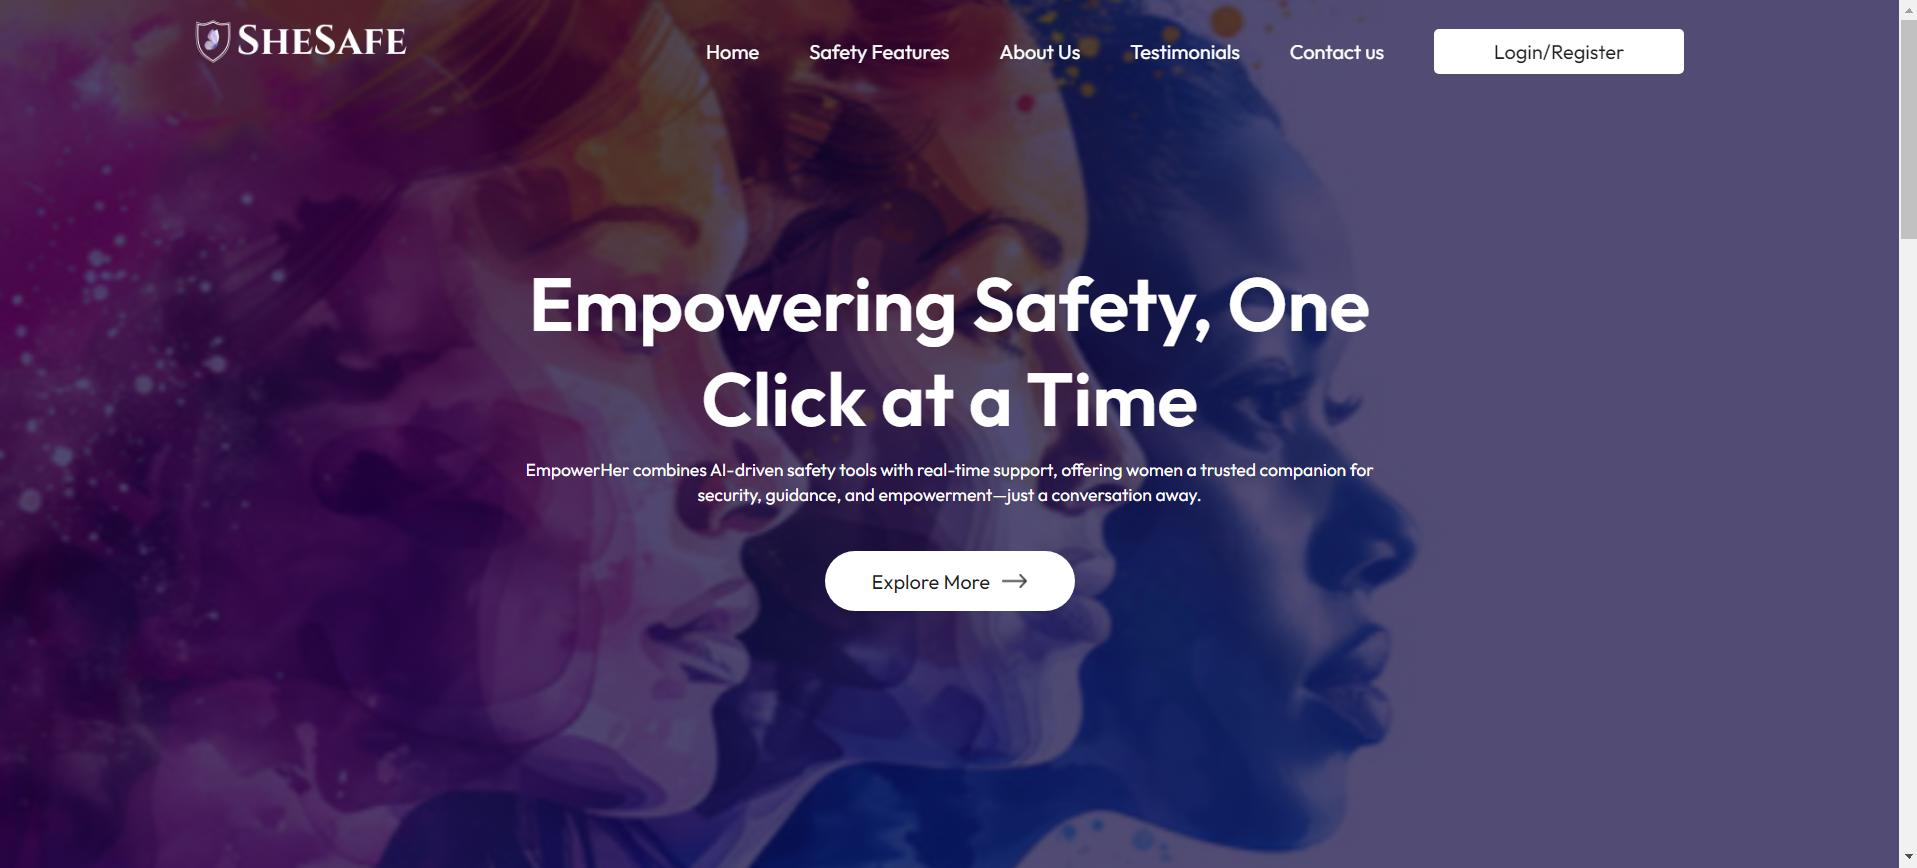 SHESAFE
Home Safety Features About Us Testimonials Contact us Login/Register
Empowering Safety, One
Click at a Time
EmpowerHer combines AI-driven safety tools with real-time support, offering women a trusted companion for
security, guidance, and empowerment—just a conversation away.
Explore More